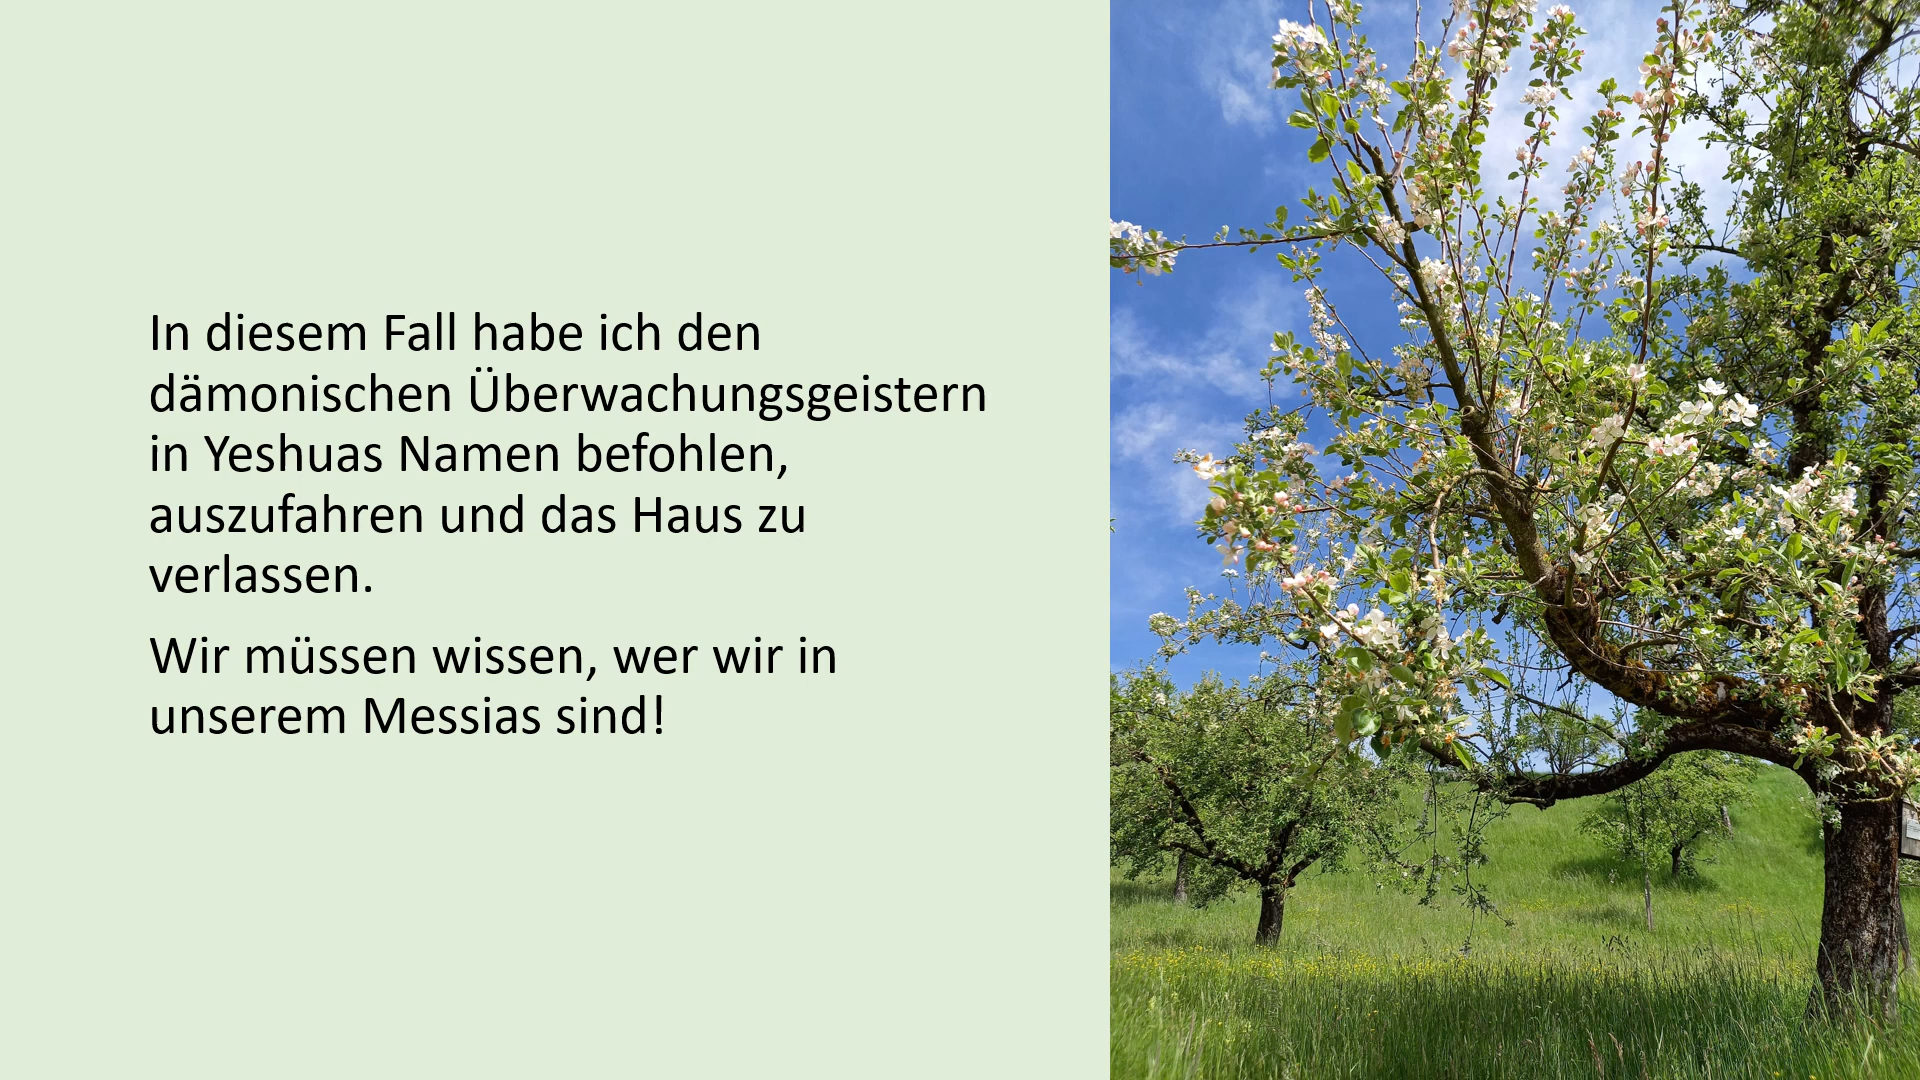 In diesem Fall habe ich den
dämonischen Überwachungsgeistern
in Yeshuas Namen befohlen,
auszufahren und das Haus zu
verlassen.
Wir müssen wissen, wer wir in
unserem Messias sind!